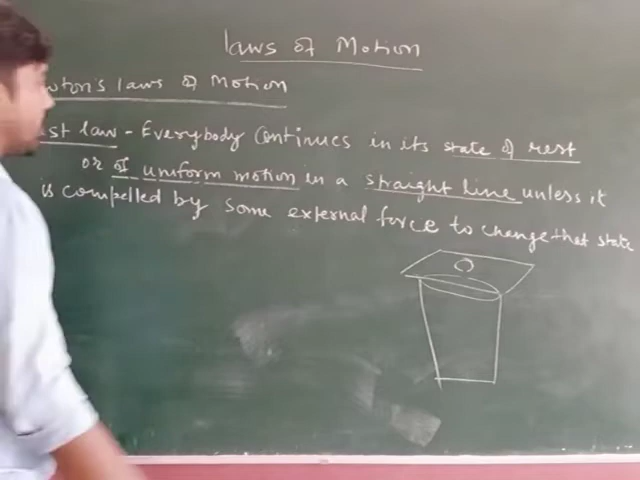 laws of Motion
wton's laws of Motion
st law - Everybody Continues in its state of rest
or of uniform motion in a straight line unless it
is compelled by some external force to change that state